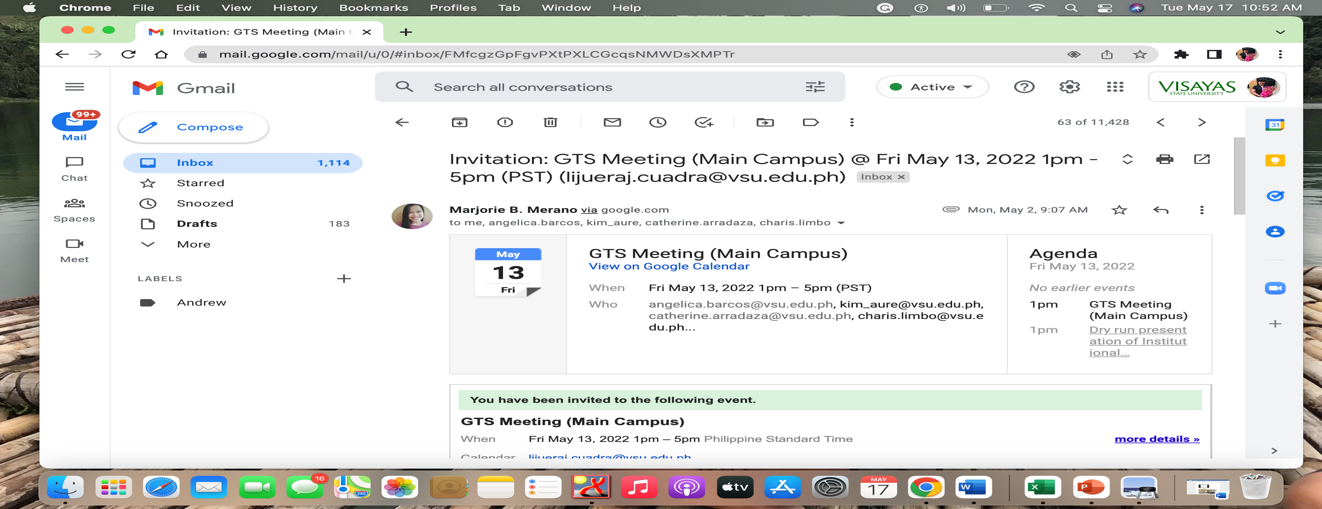 Chrome File Edit View History Bookmarks Profiles Tab Window Help Tue May 17 10:52 AM
Invitation: GTS Meeting (Main C
mail.google.com/mail/u/0/#inbox/FMfcgzGpFgvPXtPXLCGcqsNMWDsXMPTr
Gmail
Search all conversations
Active
VISAYAS
STATE UNIVERSITY
99+
Mail
Chat
Spaces
Meet
Compose
Inbox 1,114
Starred
Snoozed
Drafts 183
More
LABELS
Andrew
63 of 11,428
Invitation: GTS Meeting (Main Campus) @ Fri May 13, 2022 1pm -
5pm (PST) (lijueraj.cuadra@vsu.edu.ph) Inbox ×
Marjorie B. Merano via google.com Mon, May 2, 9:07 AM
to me, angelica.barcos, kim_aure, catherine.arradaza, charis.limbo
May
13
Fri
GTS Meeting (Main Campus)
View on Google Calendar
When Fri May 13, 2022 1pm – 5pm (PST)
Who angelica.barcos@vsu.edu.ph, kim_aure@vsu.edu.ph,
catherine.arradaza@vsu.edu.ph, charis.limbo@vsu.e
du.ph...
Agenda
Fri May 13, 2022
No earlier events
1pm GTS Meeting
(Main Campus)
1pm Dry run present
ation of Institut
ional...
You have been invited to the following event.
GTS Meeting (Main Campus)
When Fri May 13, 2022 1pm – 5pm Philippine Standard Time
more details »
Calendar lijueraj.cuadra@vsu.edu.ph
31
16
tv
MAY
17
W
X
P